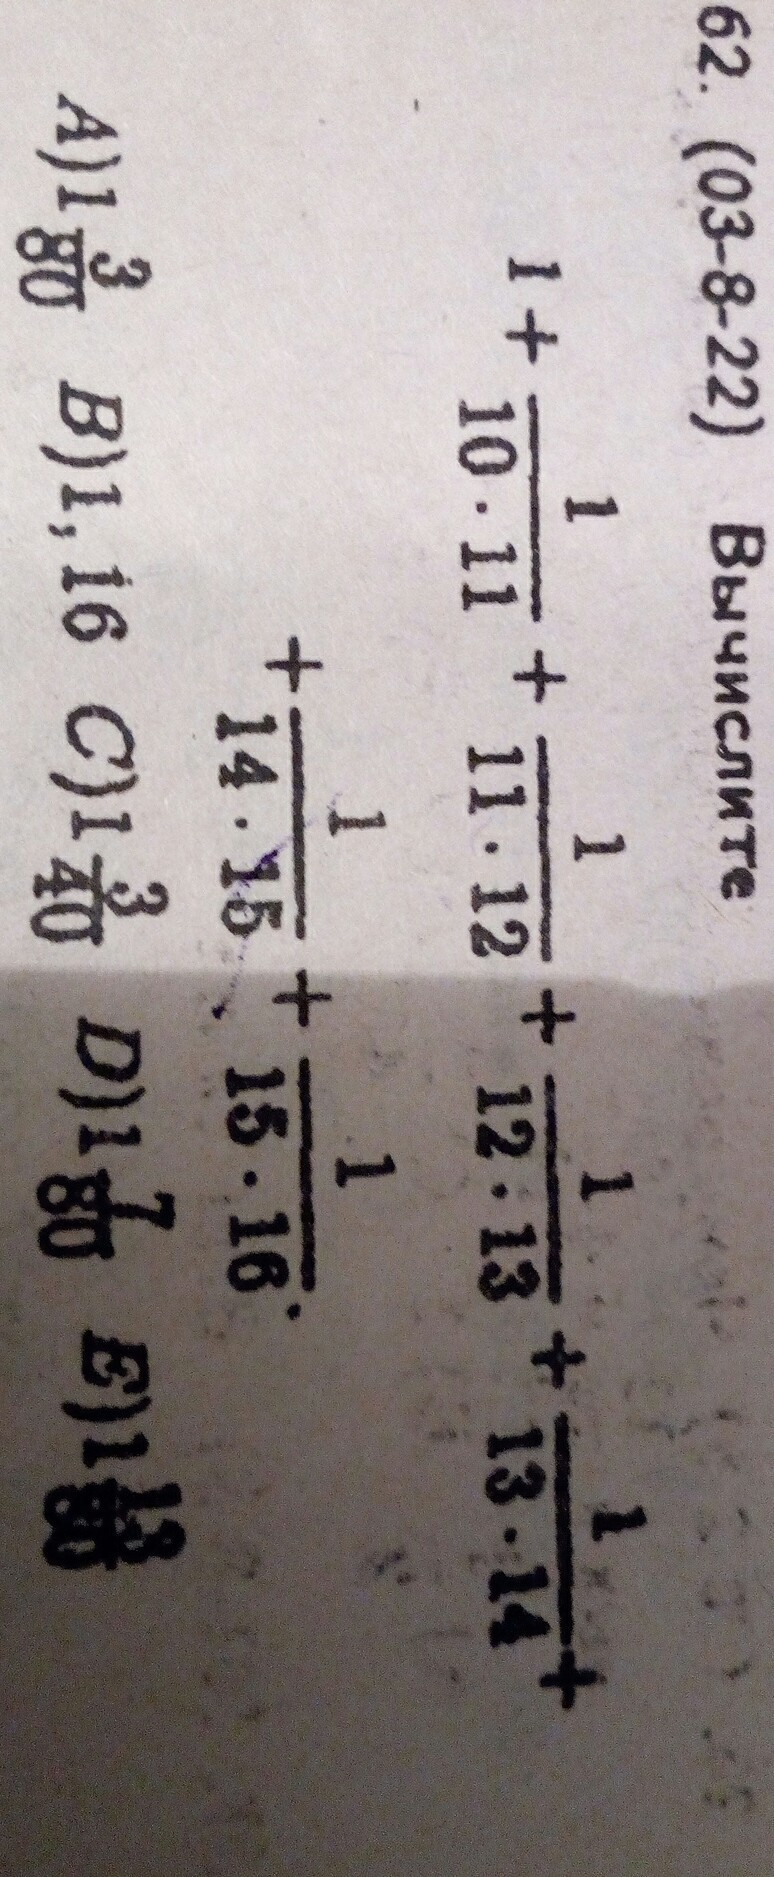 62. (03-8-22) Вычислите
1 + 1/(10 · 11) + 1/(11 · 12) + 1/(12 · 13) + 1/(13 · 14) +
+ 1/(14 · 15) + 1/(15 · 16).
A) 1 3/80 B) 1, 16 C) 1 3/40 D) 1 7/80 E) 1 13/80